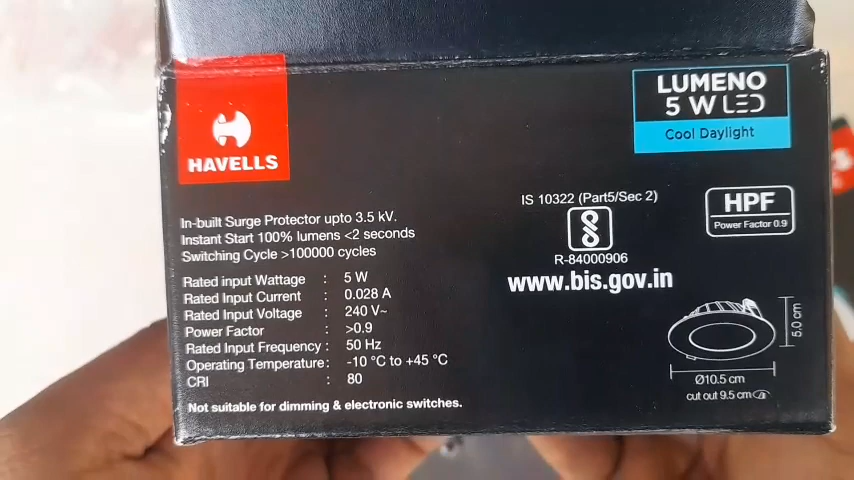 HAVELLS
LUMENO
5 W LED
Cool Daylight
In-built Surge Protector upto 3.5 kV.
Instant Start 100% lumens <2 seconds
Switching Cycle >100000 cycles
Rated input Wattage : 5 W
Rated Input Current : 0.028 A
Rated Input Voltage : 240 V~
Power Factor : >0.9
Rated Input Frequency : 50 Hz
Operating Temperature : -10 °C to +45 °C
CRI : 80
Not suitable for dimming & electronic switches.
IS 10322 (Part5/Sec 2)
R-84000906
www.bis.gov.in
HPF
Power Factor 0.9
5.0 cm
Ø10.5 cm
cut out 9.5 cm